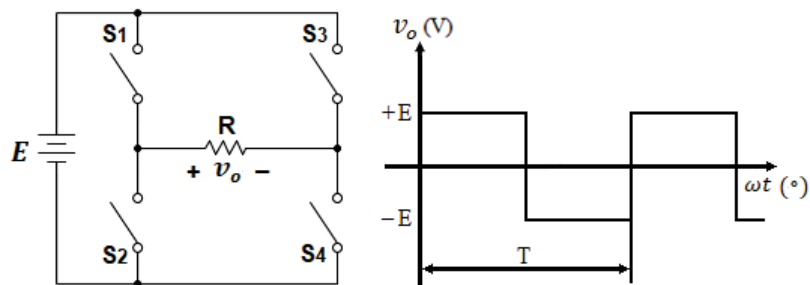 S1
S3
E
R
+ v_o −
S2
S4
v_o (V)
+E
−E
ωt (°)
T